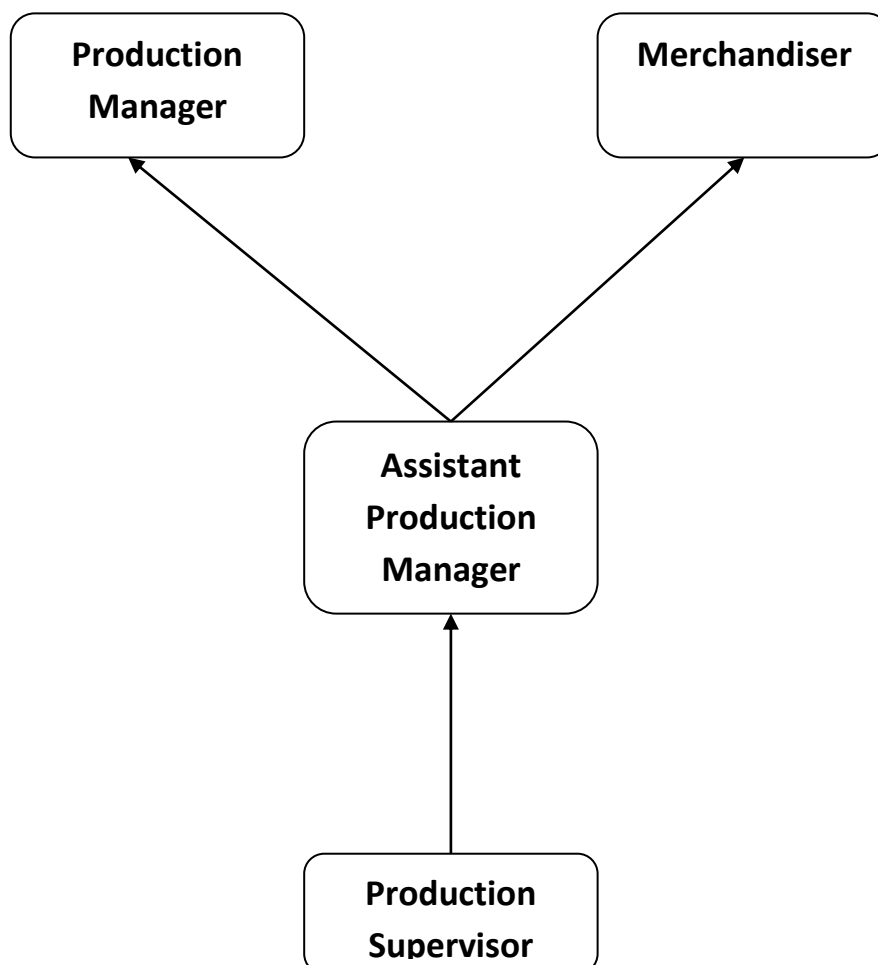 Production
Manager
Merchandiser
Assistant
Production
Manager
Production
Supervisor